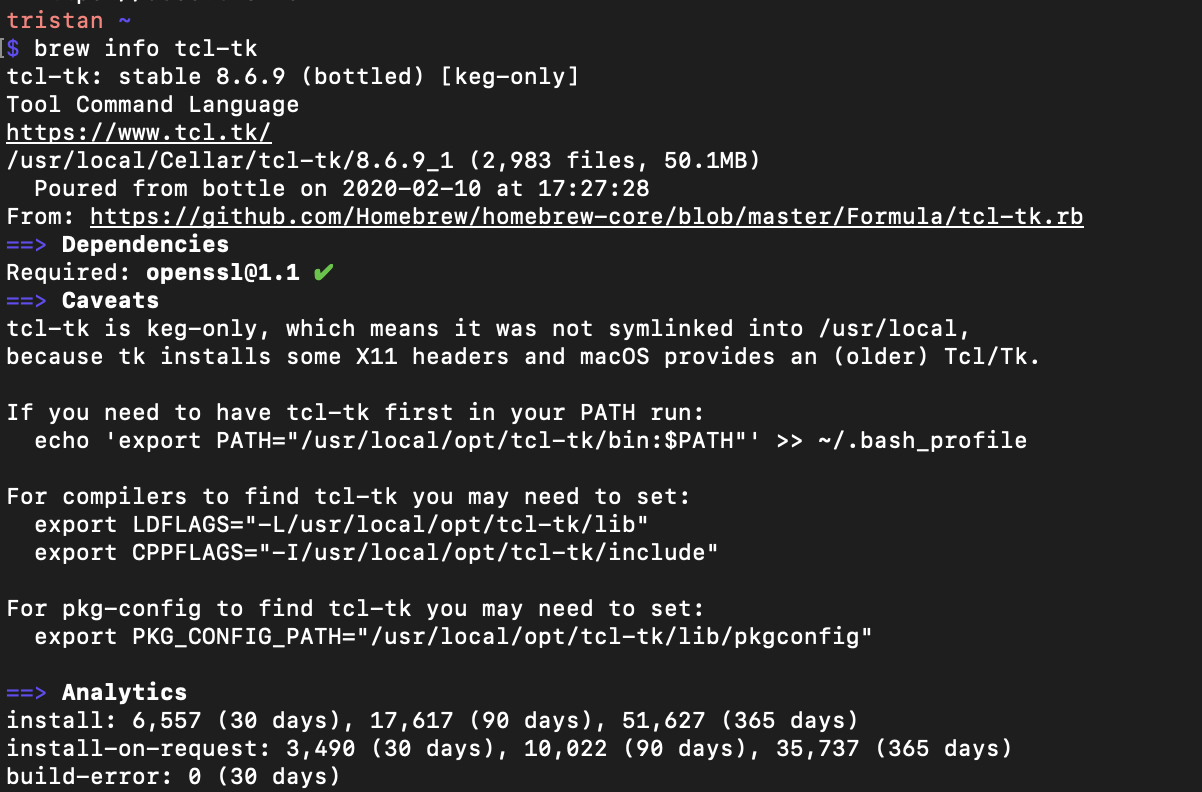 tristan ~
$ brew info tcl-tk
tcl-tk: stable 8.6.9 (bottled) [keg-only]
Tool Command Language
https://www.tcl.tk/
/usr/local/Cellar/tcl-tk/8.6.9_1 (2,983 files, 50.1MB)
  Poured from bottle on 2020-02-10 at 17:27:28
From: https://github.com/Homebrew/homebrew-core/blob/master/Formula/tcl-tk.rb
==> Dependencies
Required: openssl@1.1 ✔
==> Caveats
tcl-tk is keg-only, which means it was not symlinked into /usr/local,
because tk installs some X11 headers and macOS provides an (older) Tcl/Tk.

If you need to have tcl-tk first in your PATH run:
  echo 'export PATH="/usr/local/opt/tcl-tk/bin:$PATH"' >> ~/.bash_profile

For compilers to find tcl-tk you may need to set:
  export LDFLAGS="-L/usr/local/opt/tcl-tk/lib"
  export CPPFLAGS="-I/usr/local/opt/tcl-tk/include"

For pkg-config to find tcl-tk you may need to set:
  export PKG_CONFIG_PATH="/usr/local/opt/tcl-tk/lib/pkgconfig"

==> Analytics
install: 6,557 (30 days), 17,617 (90 days), 51,627 (365 days)
install-on-request: 3,490 (30 days), 10,022 (90 days), 35,737 (365 days)
build-error: 0 (30 days)